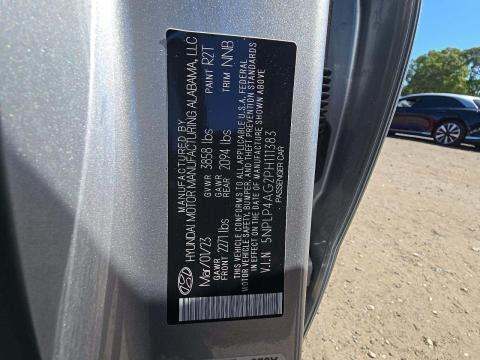 MANUFACTURED BY
HYUNDAI MOTOR MANUFACTURING ALABAMA, LLC
Mar/01/23 GVWR 3858 lbs PAINT R2T
GAWR FRONT 2271 lbs GAWR REAR 2094 lbs TRIM NNB
THIS VEHICLE CONFORMS TO ALL APPLICABLE U.S.A. FEDERAL
MOTOR VEHICLE SAFETY, BUMPER, AND THEFT PREVENTION STANDARDS
IN EFFECT ON THE DATE OF MANUFACTURE SHOWN ABOVE.
V.I.N 5NPLP4AG2PH111383
PASSENGER CAR